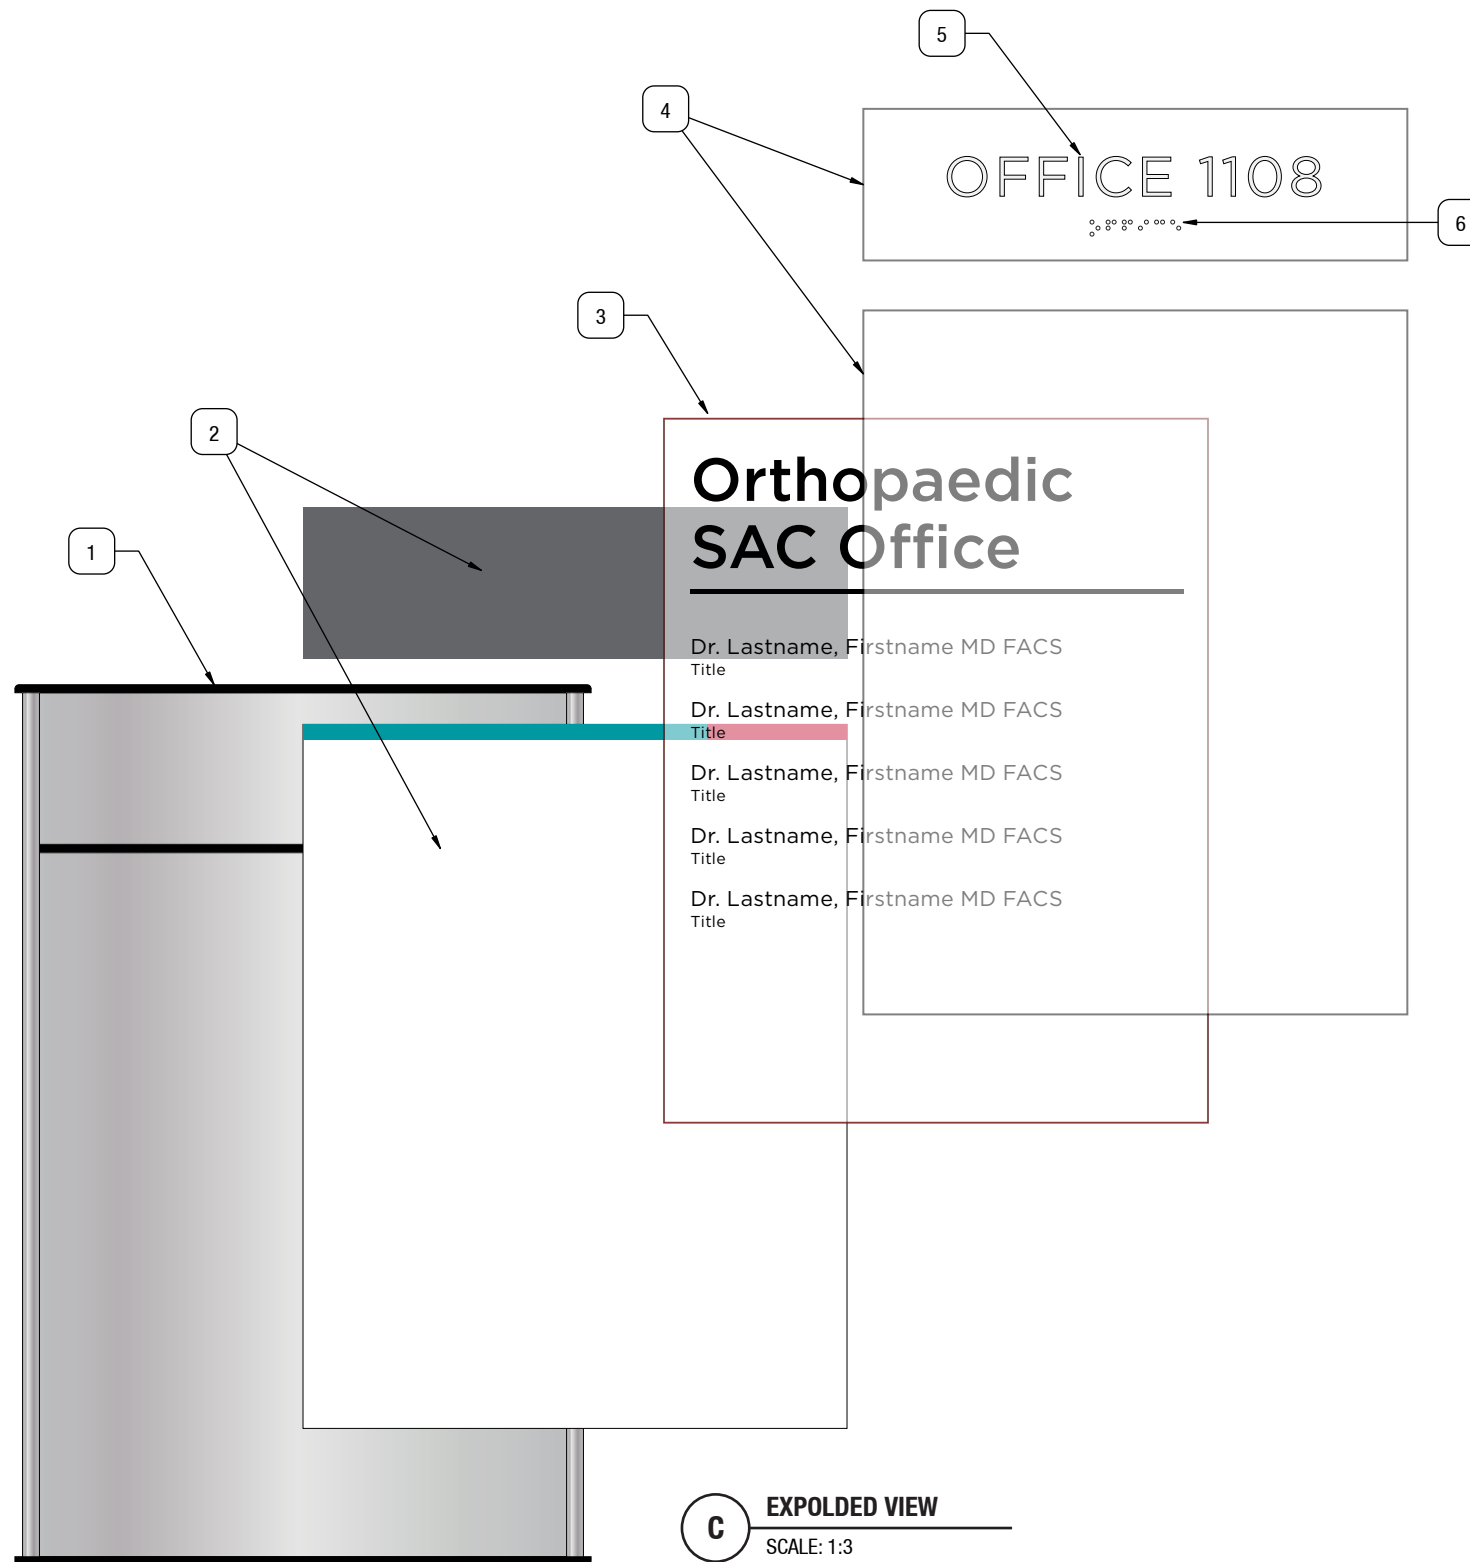 5
4
OFFICE 1108
6
3
2
1
Orthopaedic
SAC Office
Dr. Lastname, Firstname MD FACS
Title
Dr. Lastname, Firstname MD FACS
Title
Dr. Lastname, Firstname MD FACS
Title
Dr. Lastname, Firstname MD FACS
Title
Dr. Lastname, Firstname MD FACS
Title
C
EXPOLDED VIEW
SCALE: 1:3